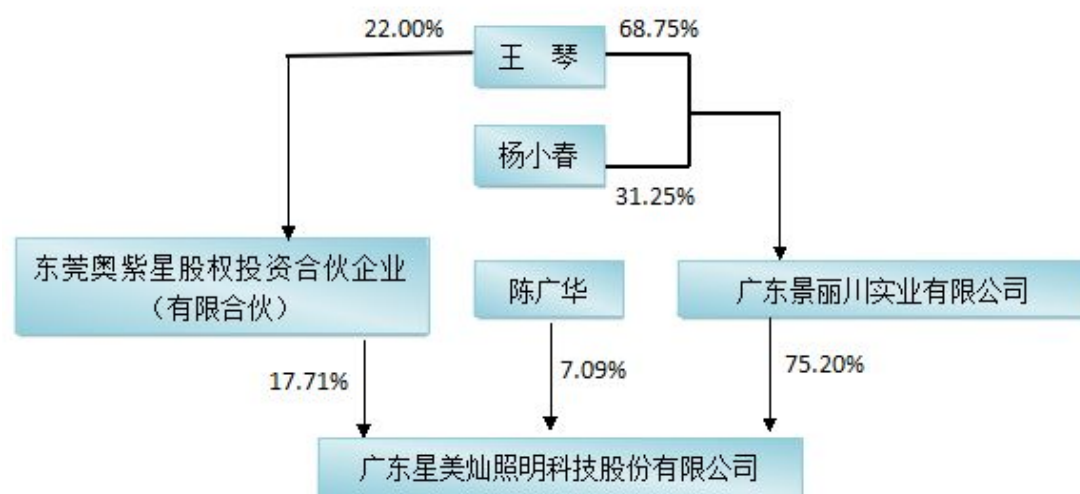 22.00%
王 琴
68.75%
杨小春
31.25%
东莞奥紫星股权投资合伙企业
（有限合伙）
陈广华
广东景丽川实业有限公司
17.71%
7.09%
75.20%
广东星美灿照明科技股份有限公司